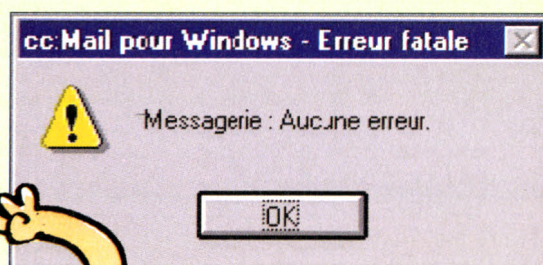 cc:Mail pour Windows - Erreur fatale
Messagerie : Aucune erreur.
OK